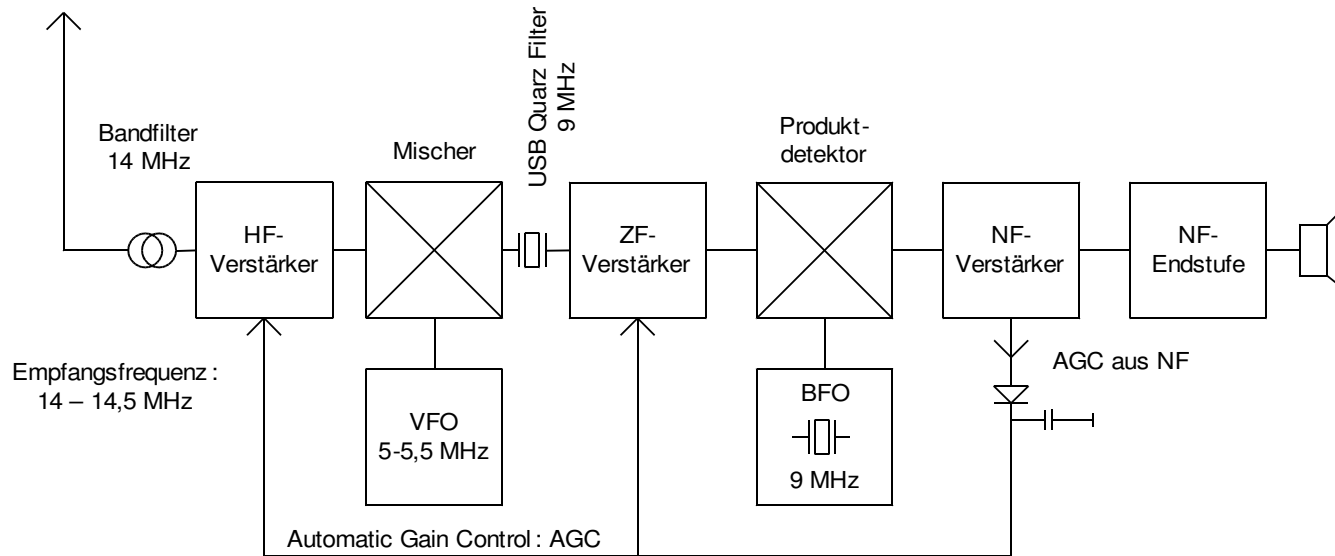 Bandfilter
14 MHz
Mischer
USB Quarz Filter
9 MHz
Produkt-
detektor
HF-
Verstärker
ZF-
Verstärker
NF-
Verstärker
NF-
Endstufe
Empfangsfrequenz :
14 – 14,5 MHz
VFO
5-5,5 MHz
BFO
9 MHz
AGC aus NF
Automatic Gain Control : AGC